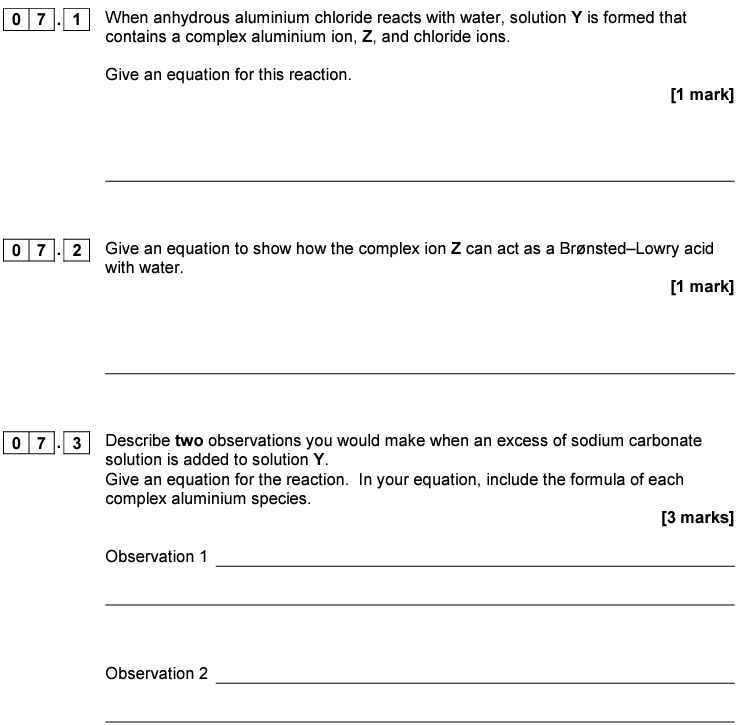 0 7 . 1 When anhydrous aluminium chloride reacts with water, solution Y is formed that
contains a complex aluminium ion, Z, and chloride ions.
Give an equation for this reaction.
[1 mark]
0 7 . 2 Give an equation to show how the complex ion Z can act as a Brønsted–Lowry acid
with water.
[1 mark]
0 7 . 3 Describe two observations you would make when an excess of sodium carbonate
solution is added to solution Y.
Give an equation for the reaction. In your equation, include the formula of each
complex aluminium species.
[3 marks]
Observation 1
Observation 2